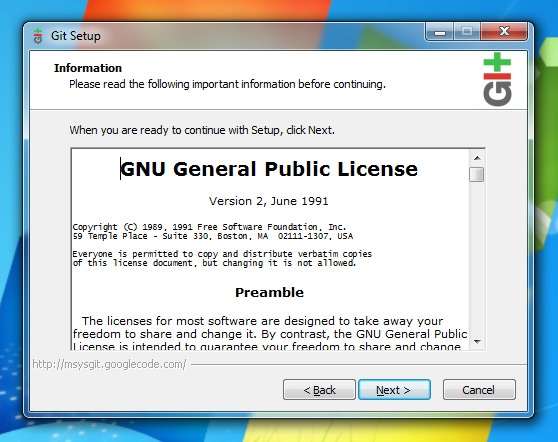 Git Setup
Information
Please read the following important information before continuing.
GIt
When you are ready to continue with Setup, click Next.
GNU General Public License
Version 2, June 1991
Copyright (C) 1989, 1991 Free Software Foundation, Inc.
59 Temple Place - Suite 330, Boston, MA  02111-1307, USA
Everyone is permitted to copy and distribute verbatim copies
of this license document, but changing it is not allowed.
Preamble
The licenses for most software are designed to take away your
freedom to share and change it. By contrast, the GNU General Public
License is intended to guarantee your freedom to share and change
http://msysgit.googlecode.com/
< Back
Next >
Cancel